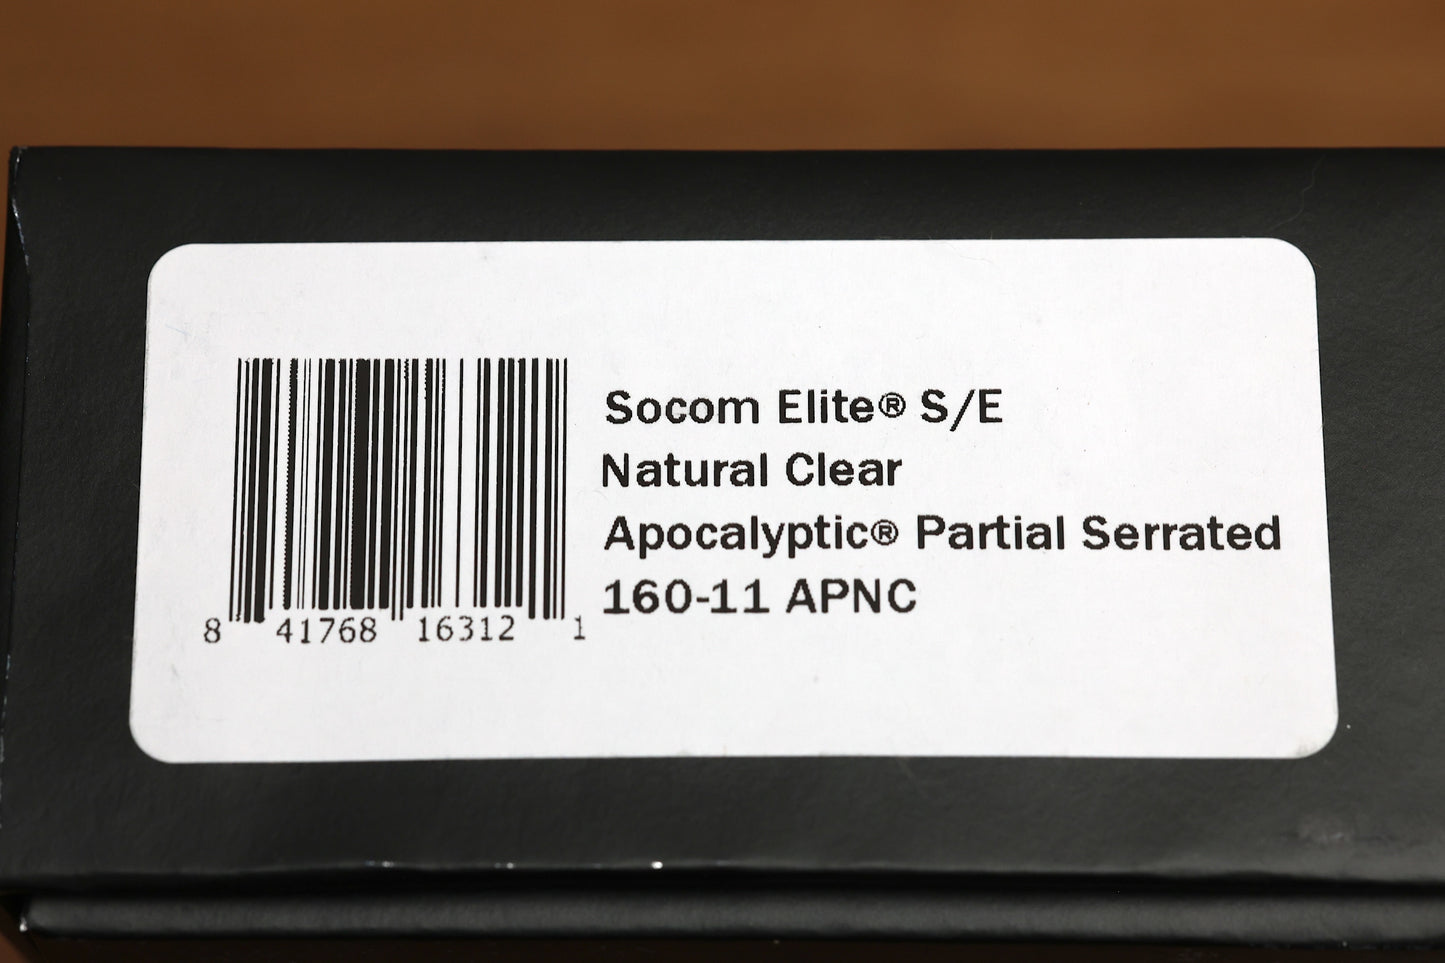 Socom Elite® S/E
Natural Clear
Apocalyptic® Partial Serrated
160-11 APNC
8 41768 16312 1